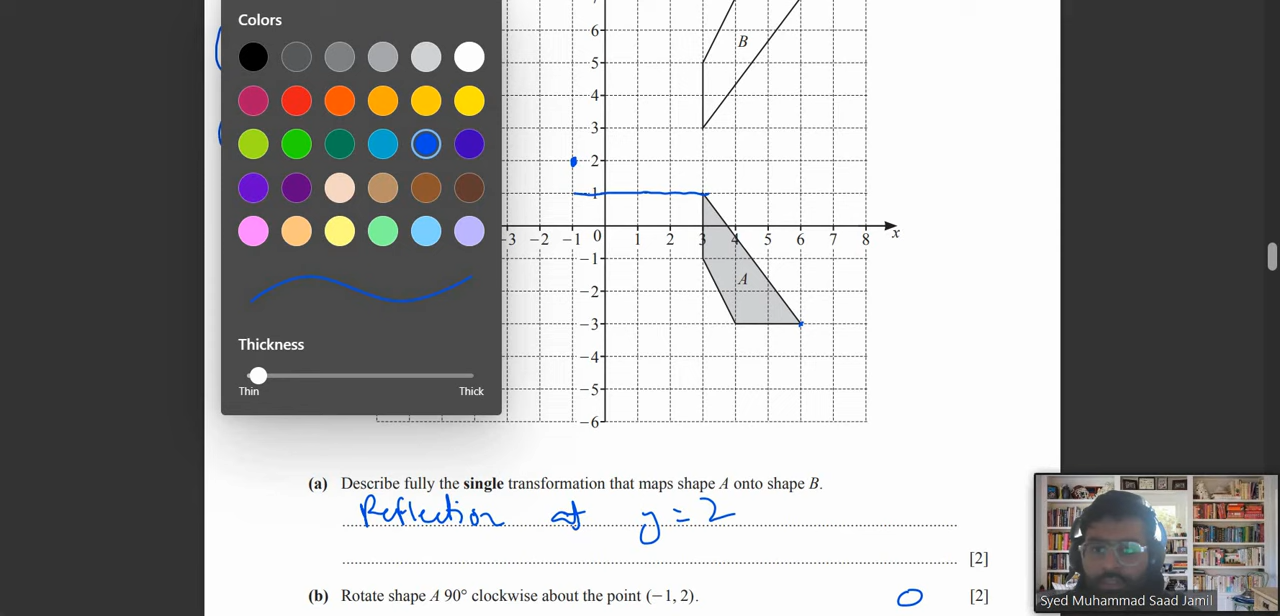 Colors
Thickness
Thin Thick
7
6
5
4
3
2
1
B
−3 −2 −1 0 1 2 3 4 5 6 7 8 x
−1
−2
−3
−4
−5
−6
A
(a) Describe fully the single transformation that maps shape A onto shape B.
Reflection at y = 2
[2]
(b) Rotate shape A 90° clockwise about the point (−1, 2). 0 [2]
Syed Muhammad Saad Jamil